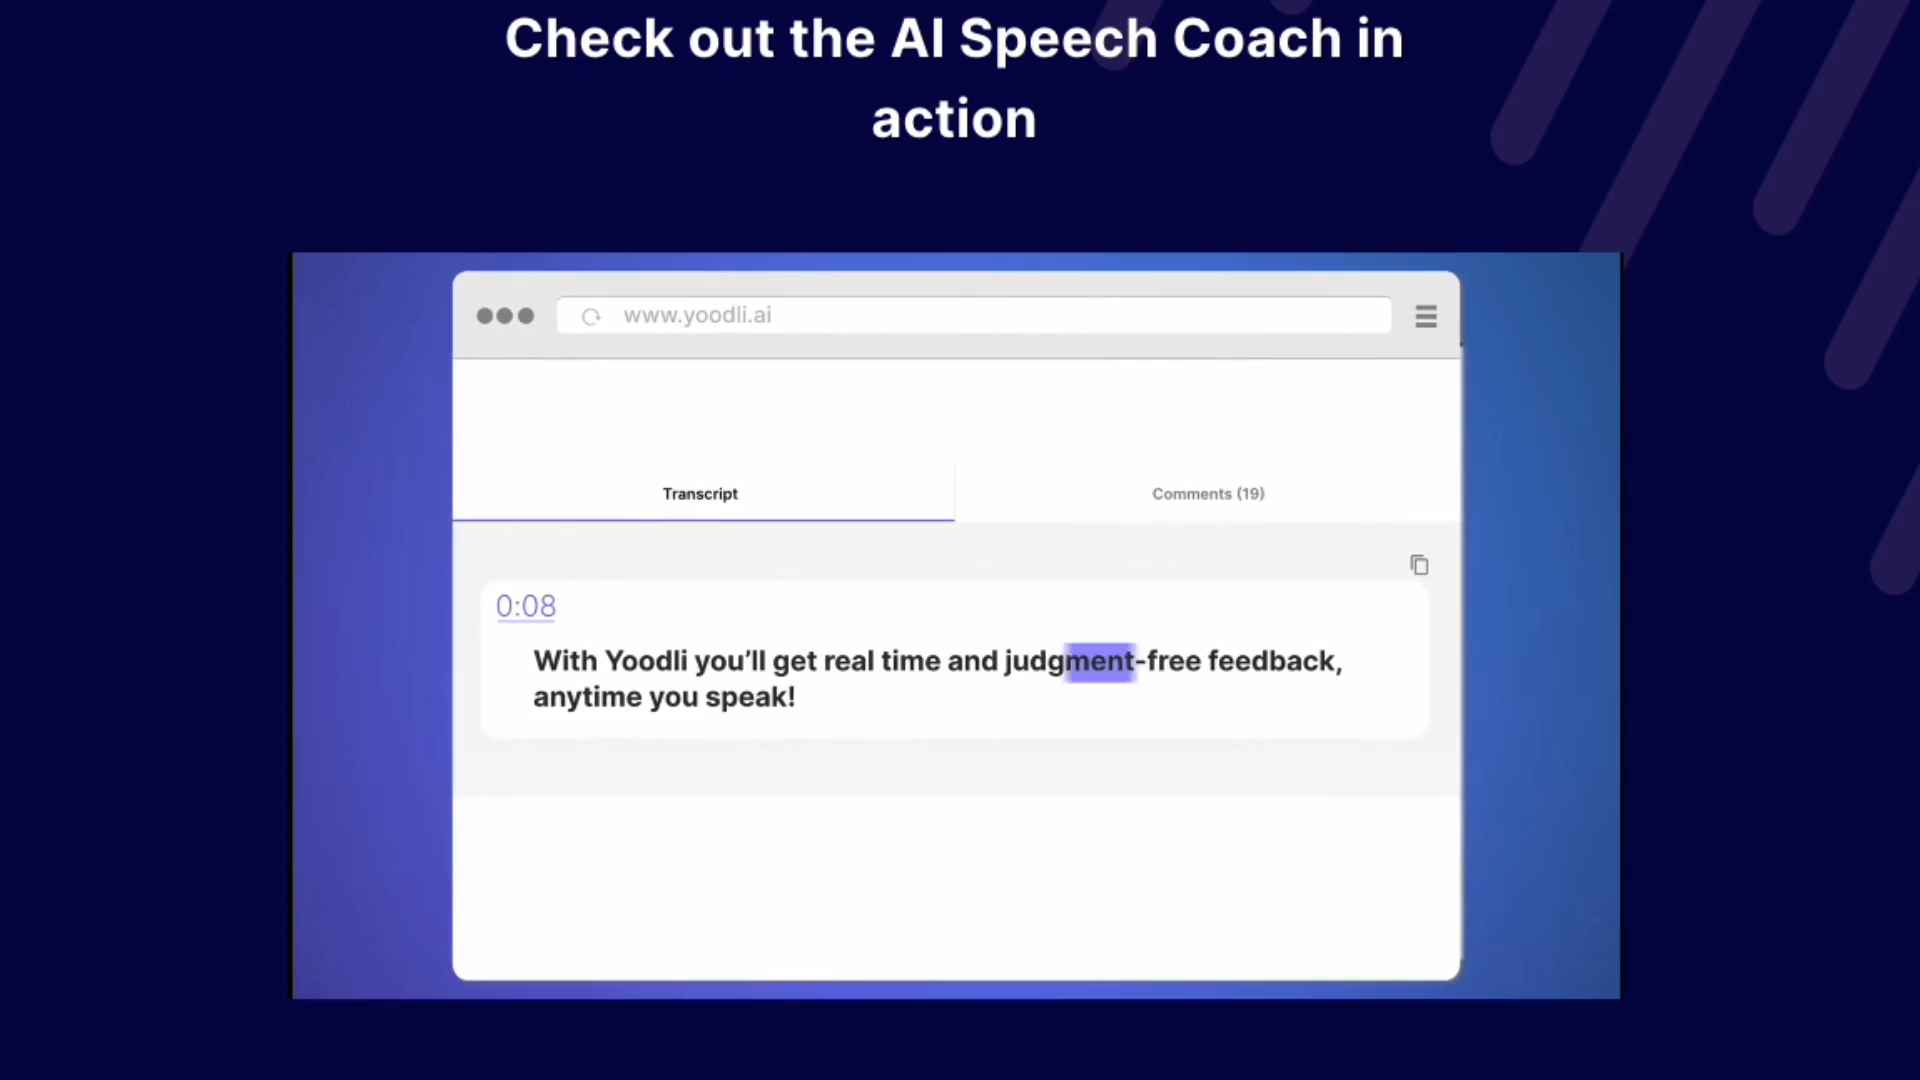 Check out the AI Speech Coach in
action
www.yoodli.ai
Transcript
Comments (19)
0:08
With Yoodli you’ll get real time and judgment-free feedback,
anytime you speak!